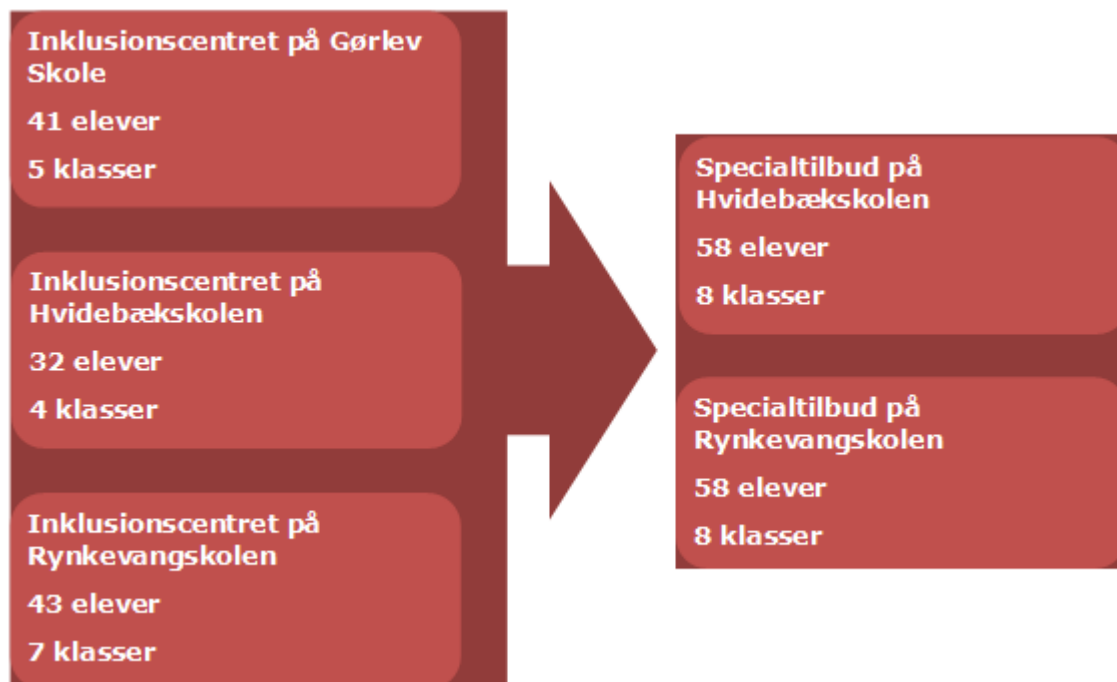 Inklusionscentret på Gørlev
Skole
41 elever
5 klasser
Inklusionscentret på
Hvidebækskolen
32 elever
4 klasser
Inklusionscentret på
Rynkevangskolen
43 elever
7 klasser
Specialtilbud på
Hvidebækskolen
58 elever
8 klasser
Specialtilbud på
Rynkevangskolen
58 elever
8 klasser